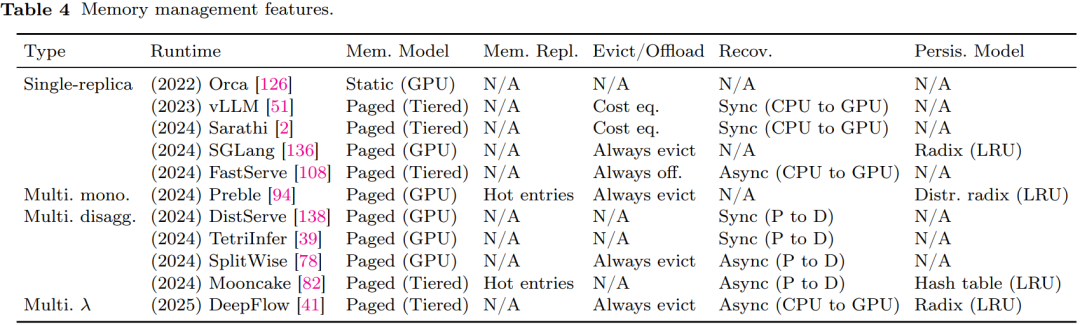 Table 4 Memory management features.
Type Runtime Mem. Model Mem. Repl. Evict/Offload Recov. Persis. Model
Single-replica (2022) Orca [126] Static (GPU) N/A N/A N/A N/A
(2023) vLLM [51] Paged (Tiered) N/A Cost eq. Sync (CPU to GPU) N/A
(2024) Sarathi [2] Paged (Tiered) N/A Cost eq. Sync (CPU to GPU) N/A
(2024) SGLang [136] Paged (GPU) N/A Always evict N/A Radix (LRU)
(2024) FastServe [108] Paged (Tiered) N/A Always off. Async (CPU to GPU) N/A
Multi. mono. (2024) Preble [94] Paged (GPU) Hot entries Always evict N/A Distr. radix (LRU)
Multi. disagg. (2024) DistServe [138] Paged (GPU) N/A N/A Sync (P to D) N/A
(2024) TetriInfer [39] Paged (GPU) N/A N/A Sync (P to D) N/A
(2024) SplitWise [78] Paged (GPU) N/A Always evict Async (P to D) N/A
(2024) Mooncake [82] Paged (Tiered) Hot entries N/A Async (P to D) Hash table (LRU)
Multi. λ (2025) DeepFlow [41] Paged (Tiered) N/A Always evict Async (CPU to GPU) Radix (LRU)